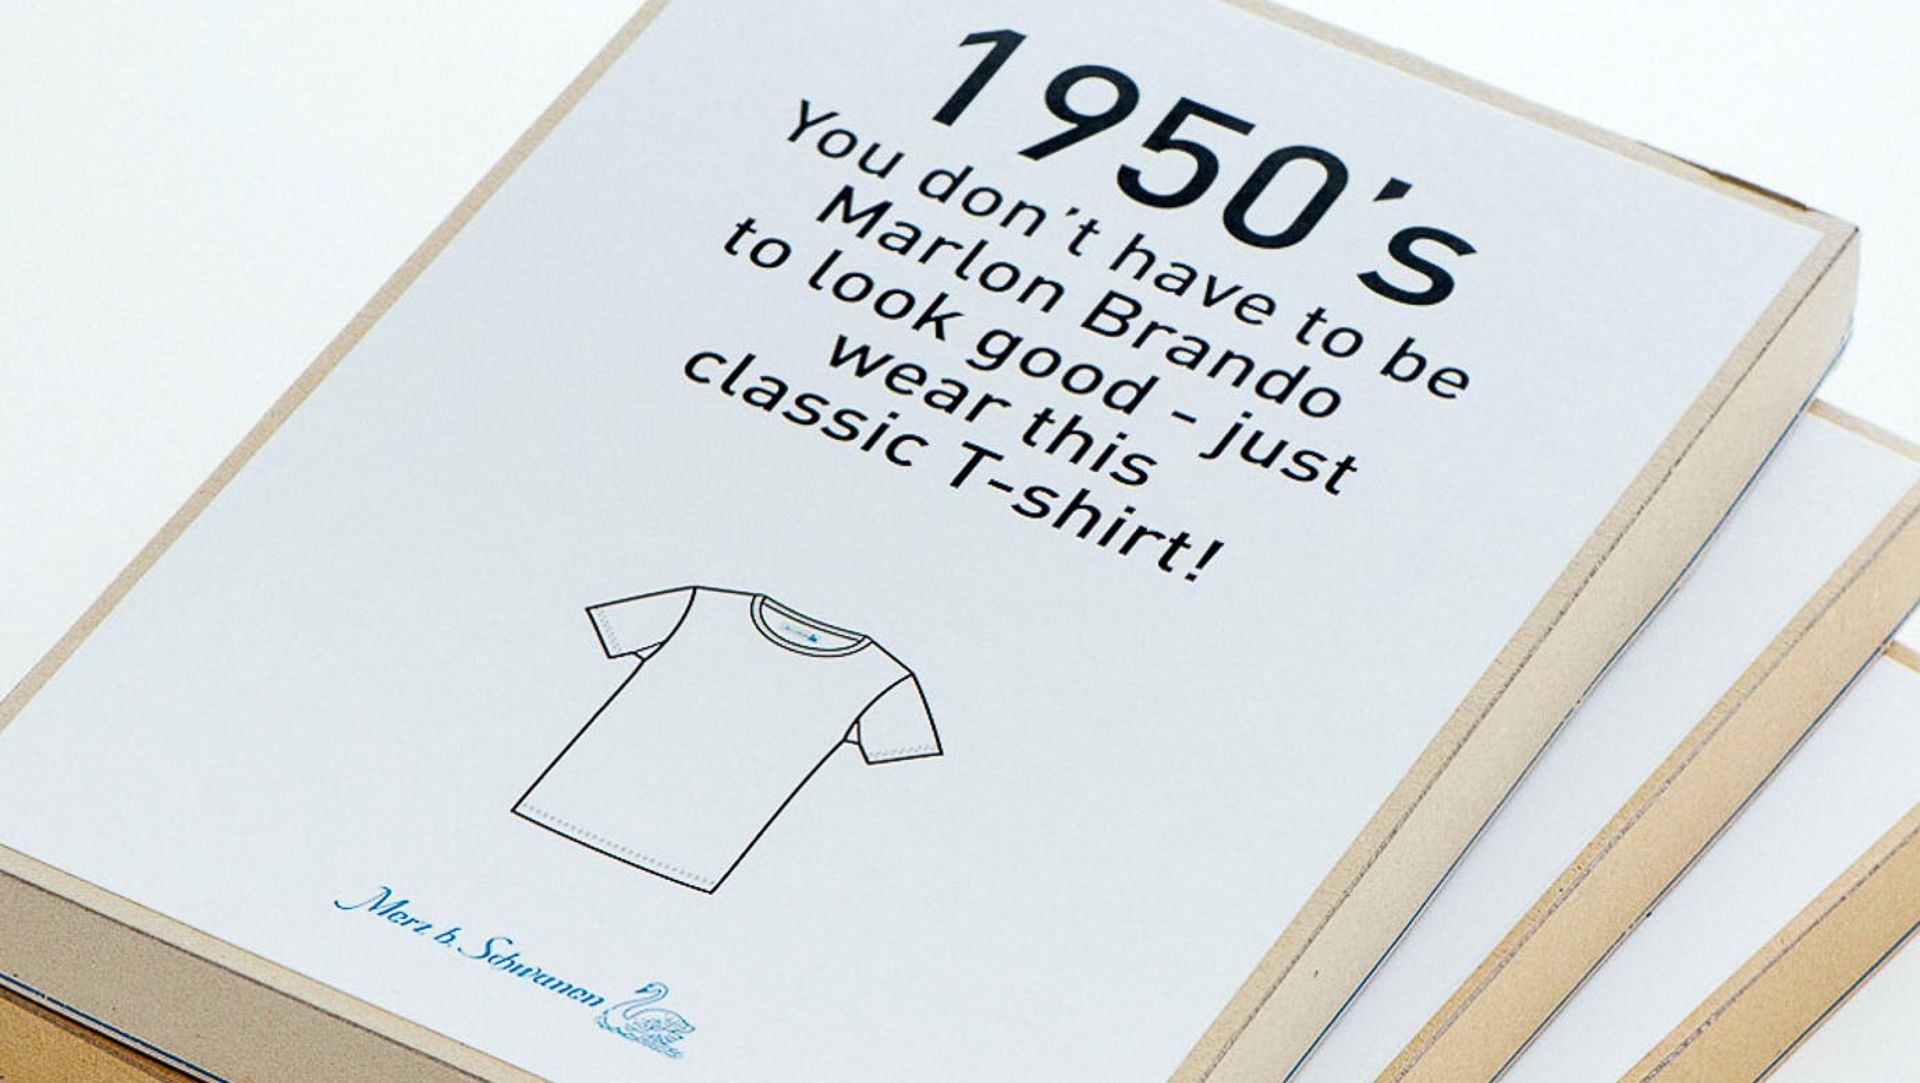 1950's
You don't have to be
Marlon Brando
to look good - just
wear this
classic T-shirt!
Merz b. Schwanen